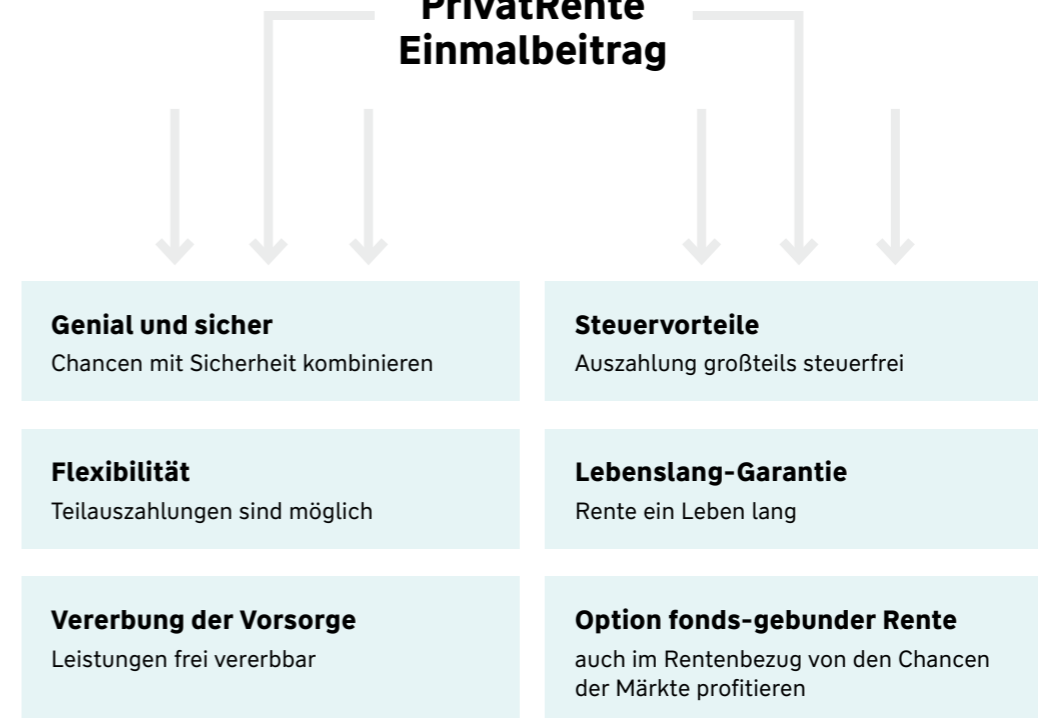 PrivatRente
Einmalbeitrag
Genial und sicher
Chancen mit Sicherheit kombinieren
Steuervorteile
Auszahlung großteils steuerfrei
Flexibilität
Teilauszahlungen sind möglich
Lebenslang-Garantie
Rente ein Leben lang
Vererbung der Vorsorge
Leistungen frei vererbbar
Option fonds-gebunder Rente
auch im Rentenbezug von den Chancen
der Märkte profitieren